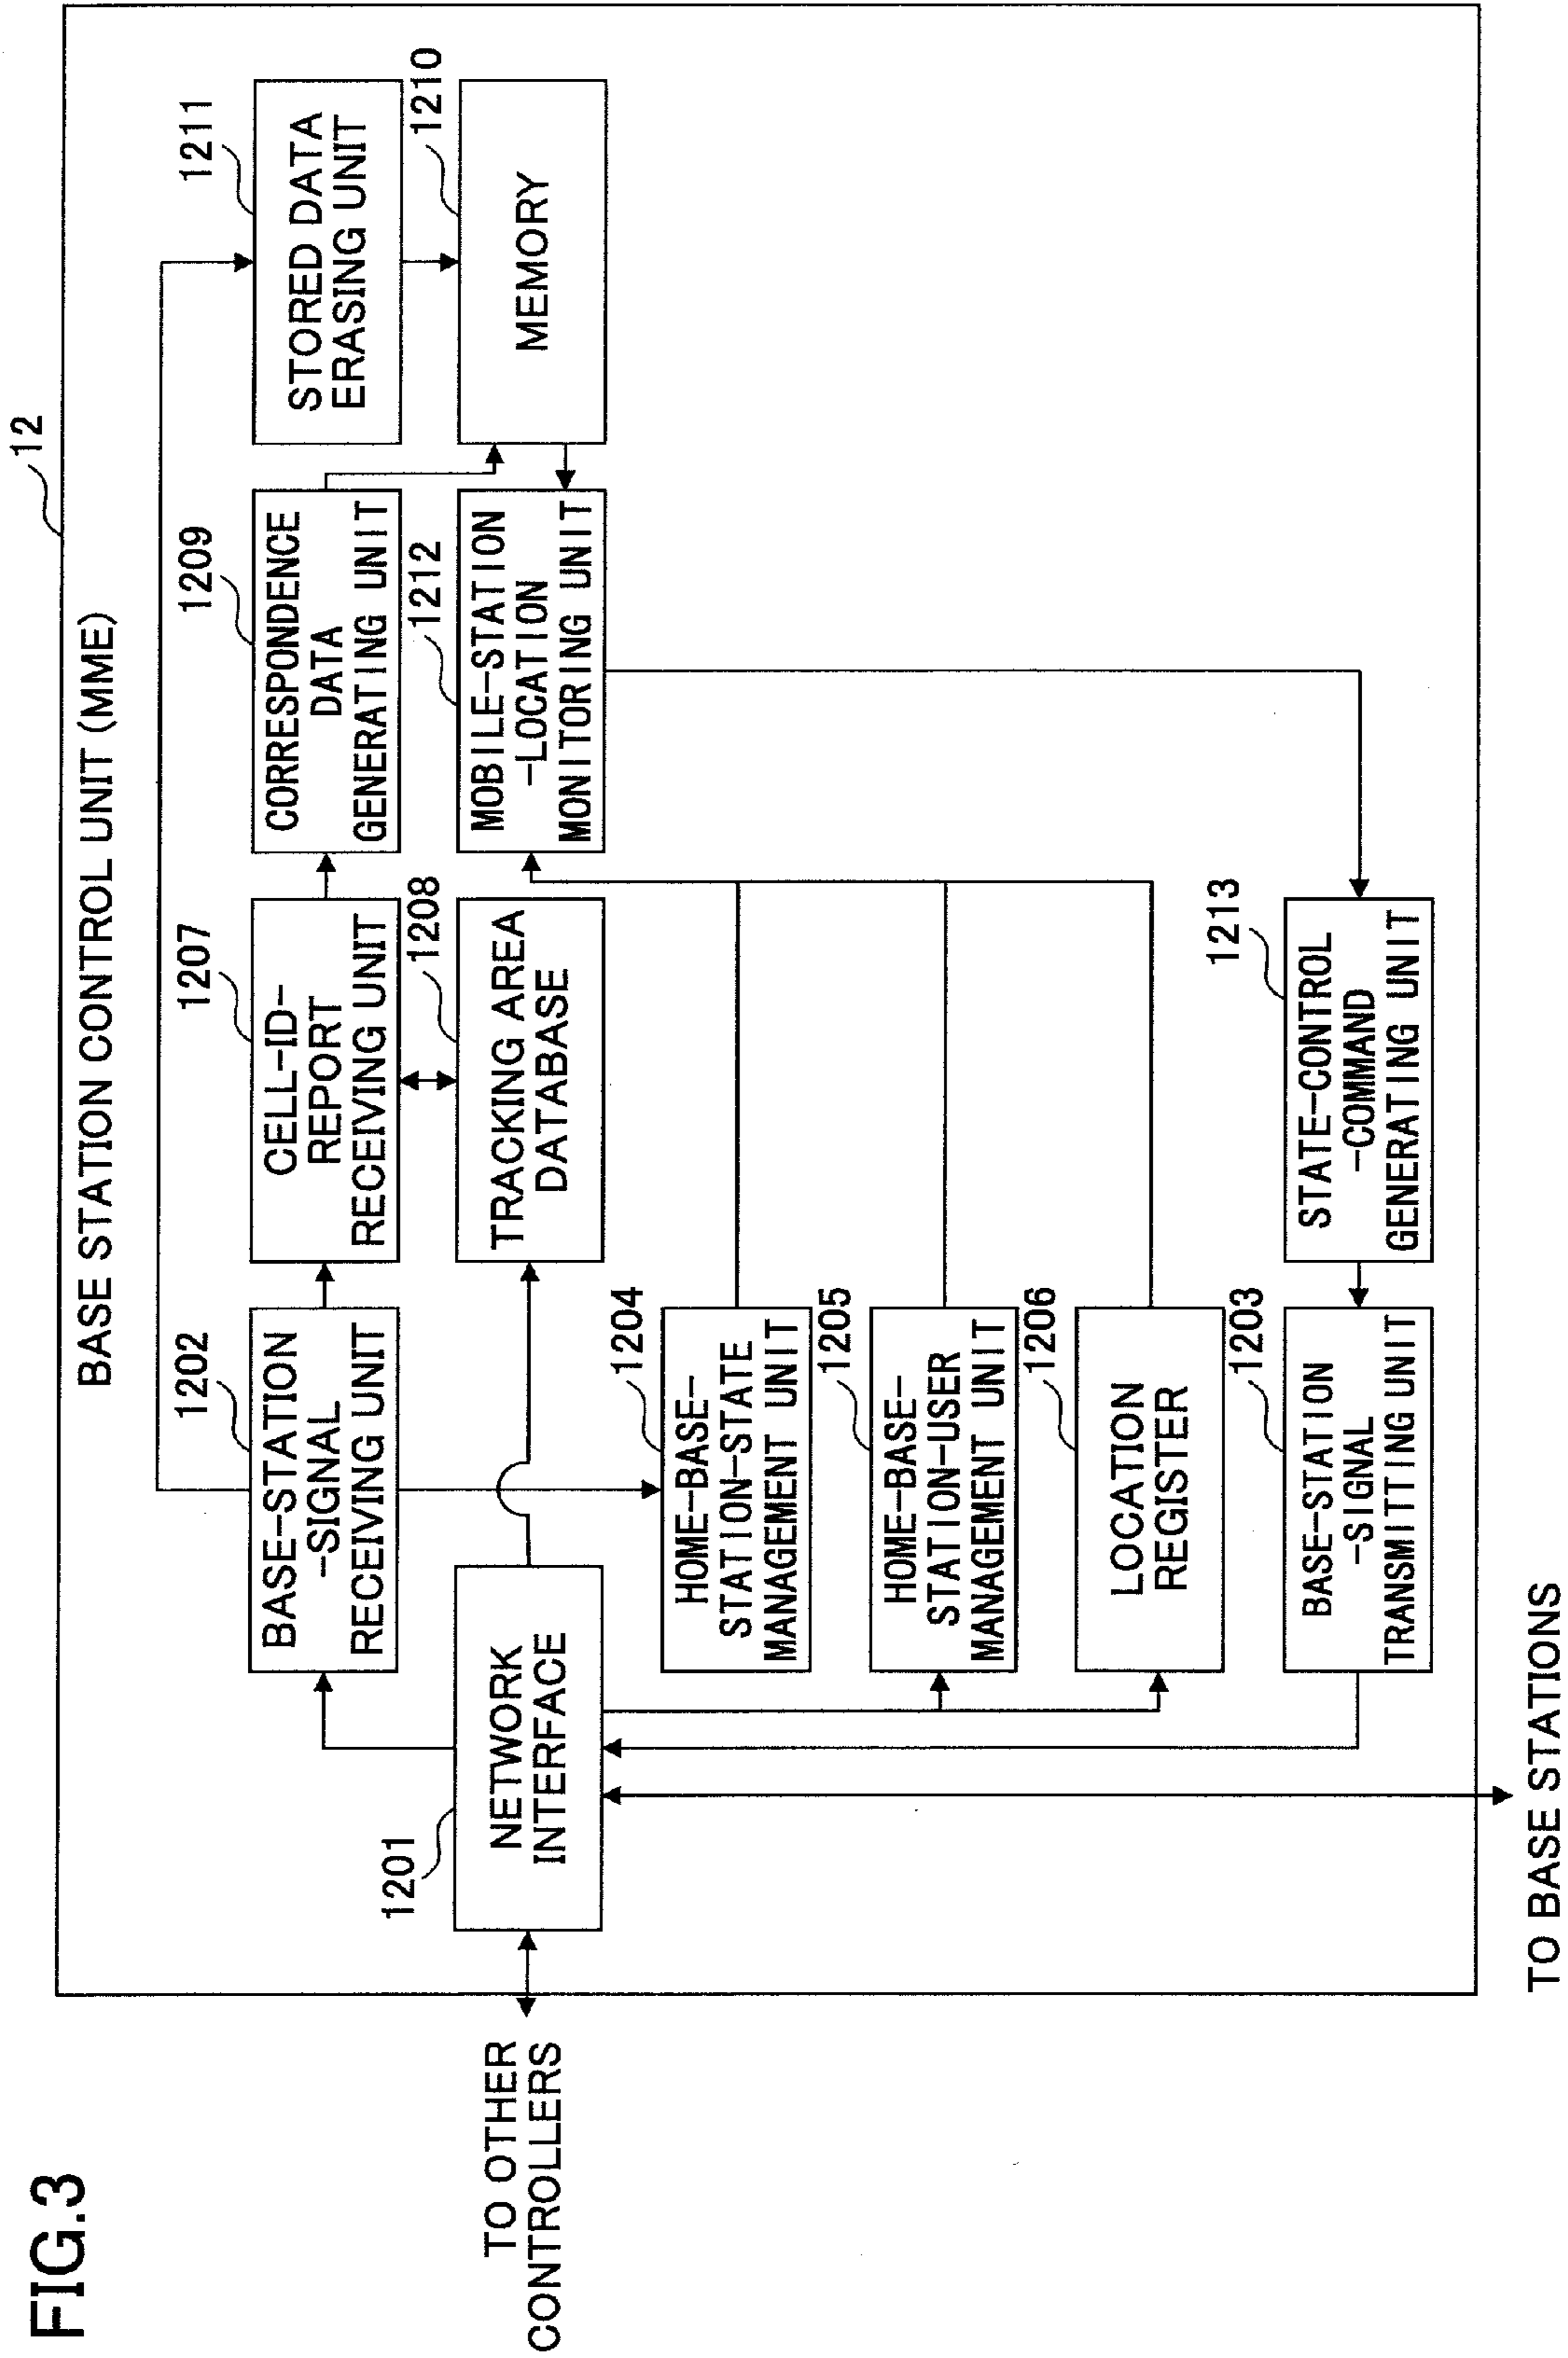 FIG.3
BASE STATION CONTROL UNIT (MME)
12
1202
BASE-STATION
-SIGNAL
RECEIVING UNIT
1207
CELL-ID-
REPORT
RECEIVING UNIT
1209
CORRESPONDENCE
DATA
GENERATING UNIT
1211
STORED DATA
ERASING UNIT
TO OTHER
CONTROLLERS
1201
NETWORK
INTERFACE
1208
TRACKING AREA
DATABASE
1212
MOBILE-STATION
-LOCATION
MONITORING UNIT
1210
MEMORY
1204
HOME-BASE-
STATION-STATE
MANAGEMENT UNIT
1205
HOME-BASE-
STATION-USER
MANAGEMENT UNIT
1206
LOCATION
REGISTER
1203
BASE-STATION
-SIGNAL
TRANSMITTING UNIT
1213
STATE-CONTROL
-COMMAND
GENERATING UNIT
TO BASE STATIONS